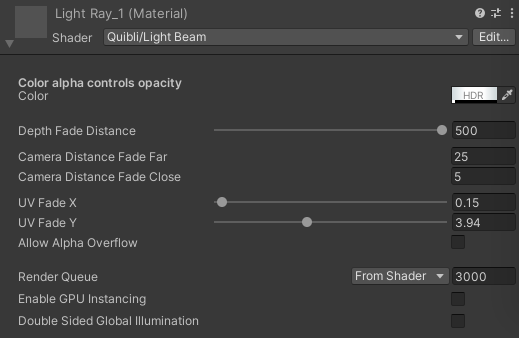 Light Ray_1 (Material)
Shader Quibli/Light Beam Edit...
Color alpha controls opacity
Color HDR
Depth Fade Distance 500
Camera Distance Fade Far 25
Camera Distance Fade Close 5
UV Fade X 0.15
UV Fade Y 3.94
Allow Alpha Overflow
Render Queue From Shader 3000
Enable GPU Instancing
Double Sided Global Illumination